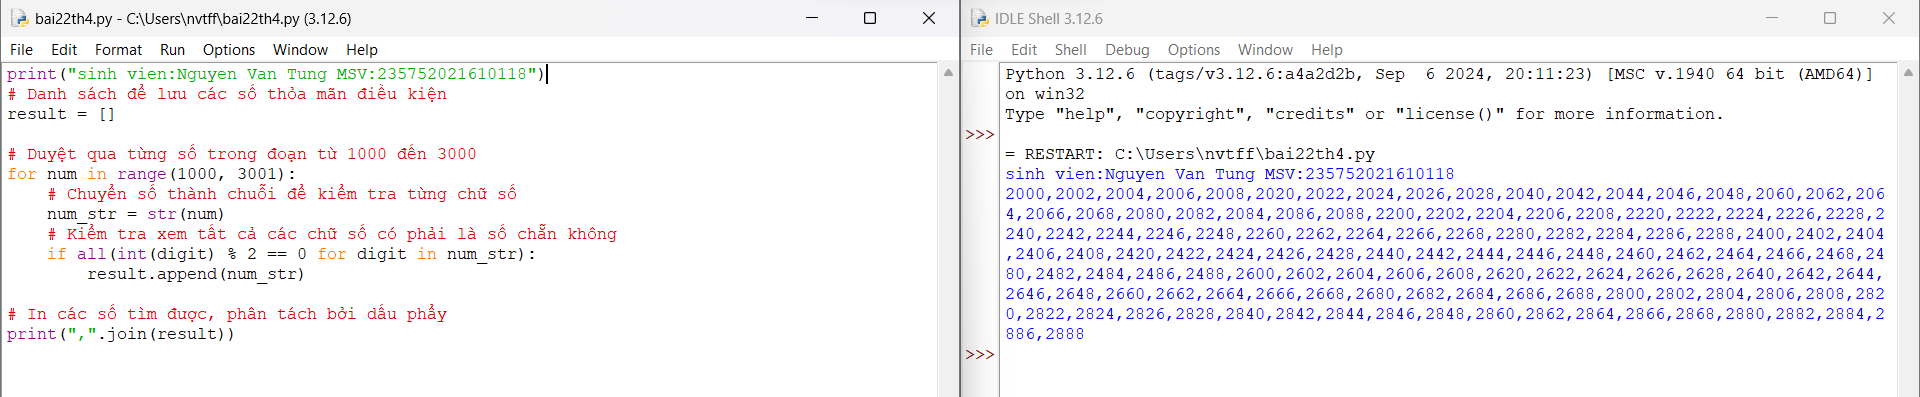 bai22th4.py - C:\Users\nvtff\bai22th4.py (3.12.6)
File Edit Format Run Options Window Help
print("sinh vien:Nguyen Van Tung MSV:235752021610118")
# Danh sách để lưu các số thỏa mãn điều kiện
result = []
# Duyệt qua từng số trong đoạn từ 1000 đến 3000
for num in range(1000, 3001):
    # Chuyển số thành chuỗi để kiểm tra từng chữ số
    num_str = str(num)
    # Kiểm tra xem tất cả các chữ số có phải là số chẵn không
    if all(int(digit) % 2 == 0 for digit in num_str):
        result.append(num_str)
# In các số tìm được, phân tách bởi dấu phẩy
print(",".join(result))
IDLE Shell 3.12.6
File Edit Shell Debug Options Window Help
Python 3.12.6 (tags/v3.12.6:a4a2d2b, Sep  6 2024, 20:11:23) [MSC v.1940 64 bit (AMD64)]
on win32
Type "help", "copyright", "credits" or "license()" for more information.
>>>
= RESTART: C:\Users\nvtff\bai22th4.py
sinh vien:Nguyen Van Tung MSV:235752021610118
2000,2002,2004,2006,2008,2020,2022,2024,2026,2028,2040,2042,2044,2046,2048,2060,2062,206
4,2066,2068,2080,2082,2084,2086,2088,2200,2202,2204,2206,2208,2220,2222,2224,2226,2228,2
240,2242,2244,2246,2248,2260,2262,2264,2266,2268,2280,2282,2284,2286,2288,2400,2402,2404
,2406,2408,2420,2422,2424,2426,2428,2440,2442,2444,2446,2448,2460,2462,2464,2466,2468,24
80,2482,2484,2486,2488,2600,2602,2604,2606,2608,2620,2622,2624,2626,2628,2640,2642,2644,
2646,2648,2660,2662,2664,2666,2668,2680,2682,2684,2686,2688,2800,2802,2804,2806,2808,282
0,2822,2824,2826,2828,2840,2842,2844,2846,2848,2860,2862,2864,2866,2868,2880,2882,2884,2
886,2888
>>>